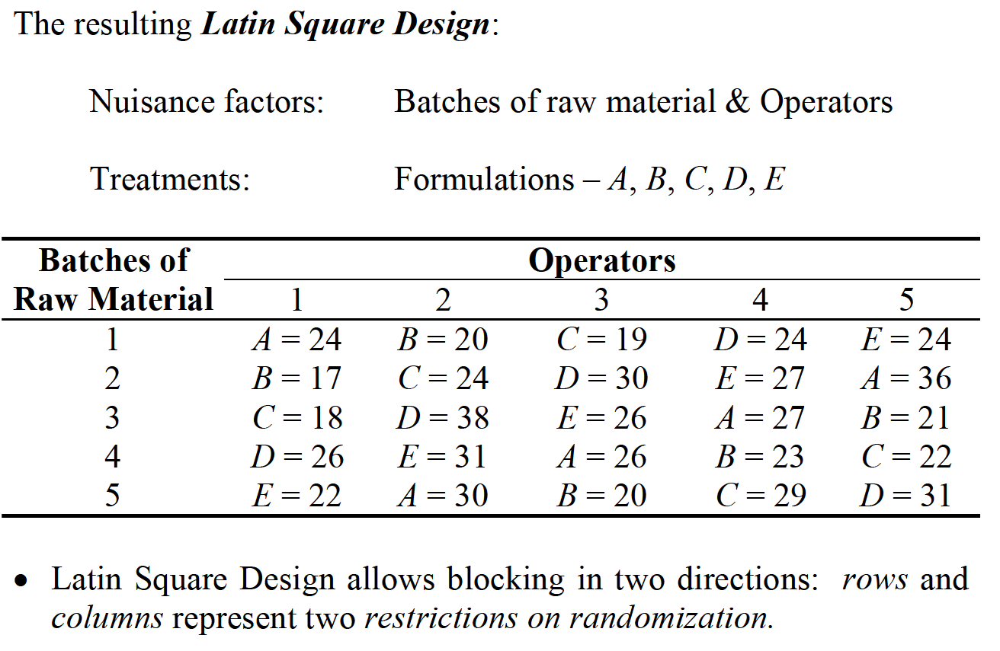 The resulting Latin Square Design:
Nuisance factors: Batches of raw material & Operators
Treatments: Formulations – A, B, C, D, E
Batches of Raw Material Operators
1 2 3 4 5
1 A = 24 B = 20 C = 19 D = 24 E = 24
2 B = 17 C = 24 D = 30 E = 27 A = 36
3 C = 18 D = 38 E = 26 A = 27 B = 21
4 D = 26 E = 31 A = 26 B = 23 C = 22
5 E = 22 A = 30 B = 20 C = 29 D = 31
• Latin Square Design allows blocking in two directions: rows and
columns represent two restrictions on randomization.